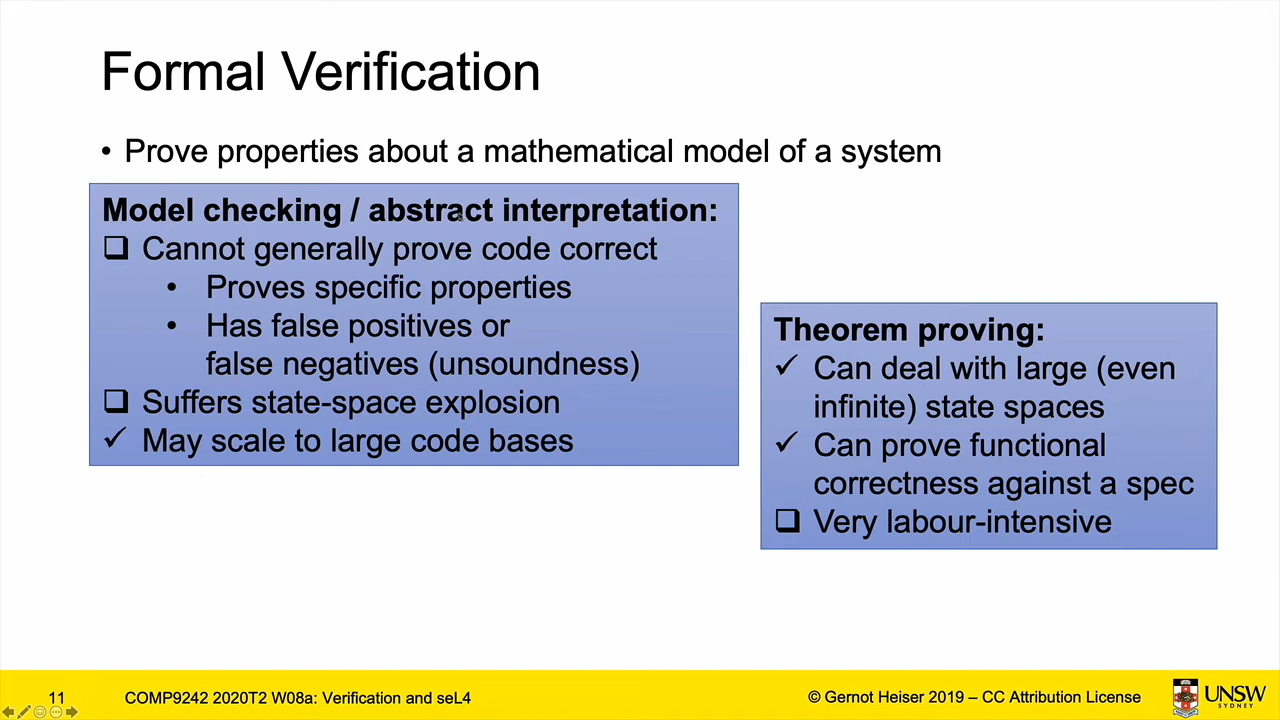 Formal Verification
• Prove properties about a mathematical model of a system
Model checking / abstract interpretation:
❑ Cannot generally prove code correct
• Proves specific properties
• Has false positives or
false negatives (unsoundness)
❑ Suffers state-space explosion
✓ May scale to large code bases
Theorem proving:
✓ Can deal with large (even
infinite) state spaces
✓ Can prove functional
correctness against a spec
❑ Very labour-intensive
11
COMP9242 2020T2 W08a: Verification and seL4
© Gernot Heiser 2019 – CC Attribution License
UNSW
SYDNEY